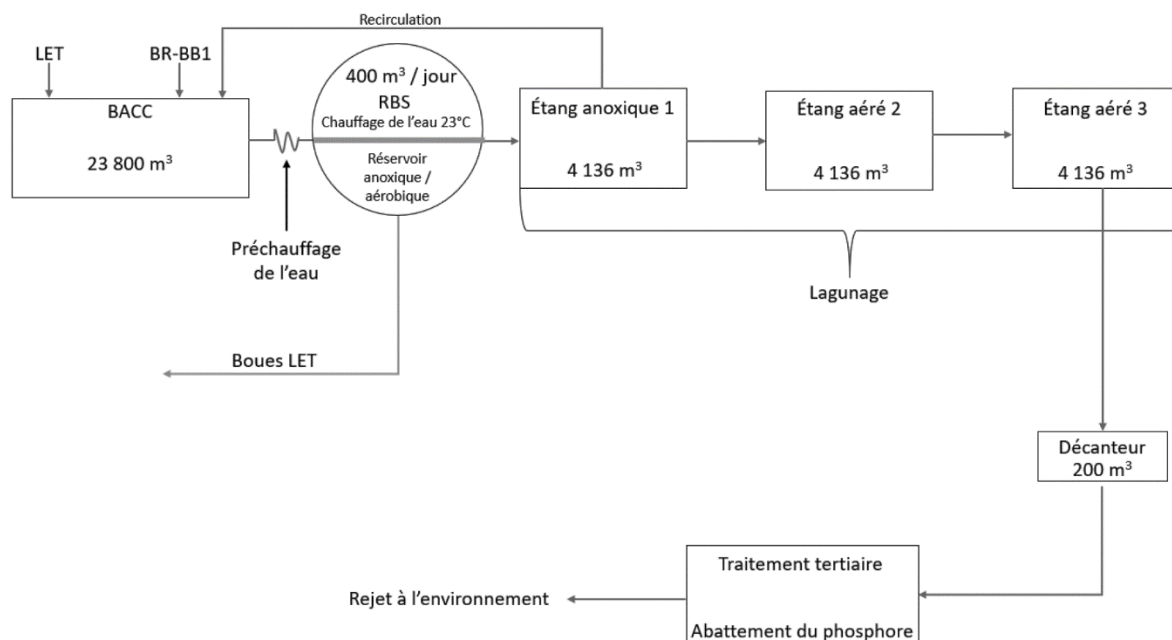 Recirculation
LET
BR-BB1
BACC
23 800 m³
400 m³ / jour
RBS
Chauffage de l’eau 23°C
Réservoir
anoxique /
aérobique
Préchauffage
de l’eau
Étang anoxique 1
4 136 m³
Étang aéré 2
4 136 m³
Étang aéré 3
4 136 m³
Lagunage
Boues LET
Décanteur
200 m³
Traitement tertiaire
Abattement du phosphore
Rejet à l’environnement